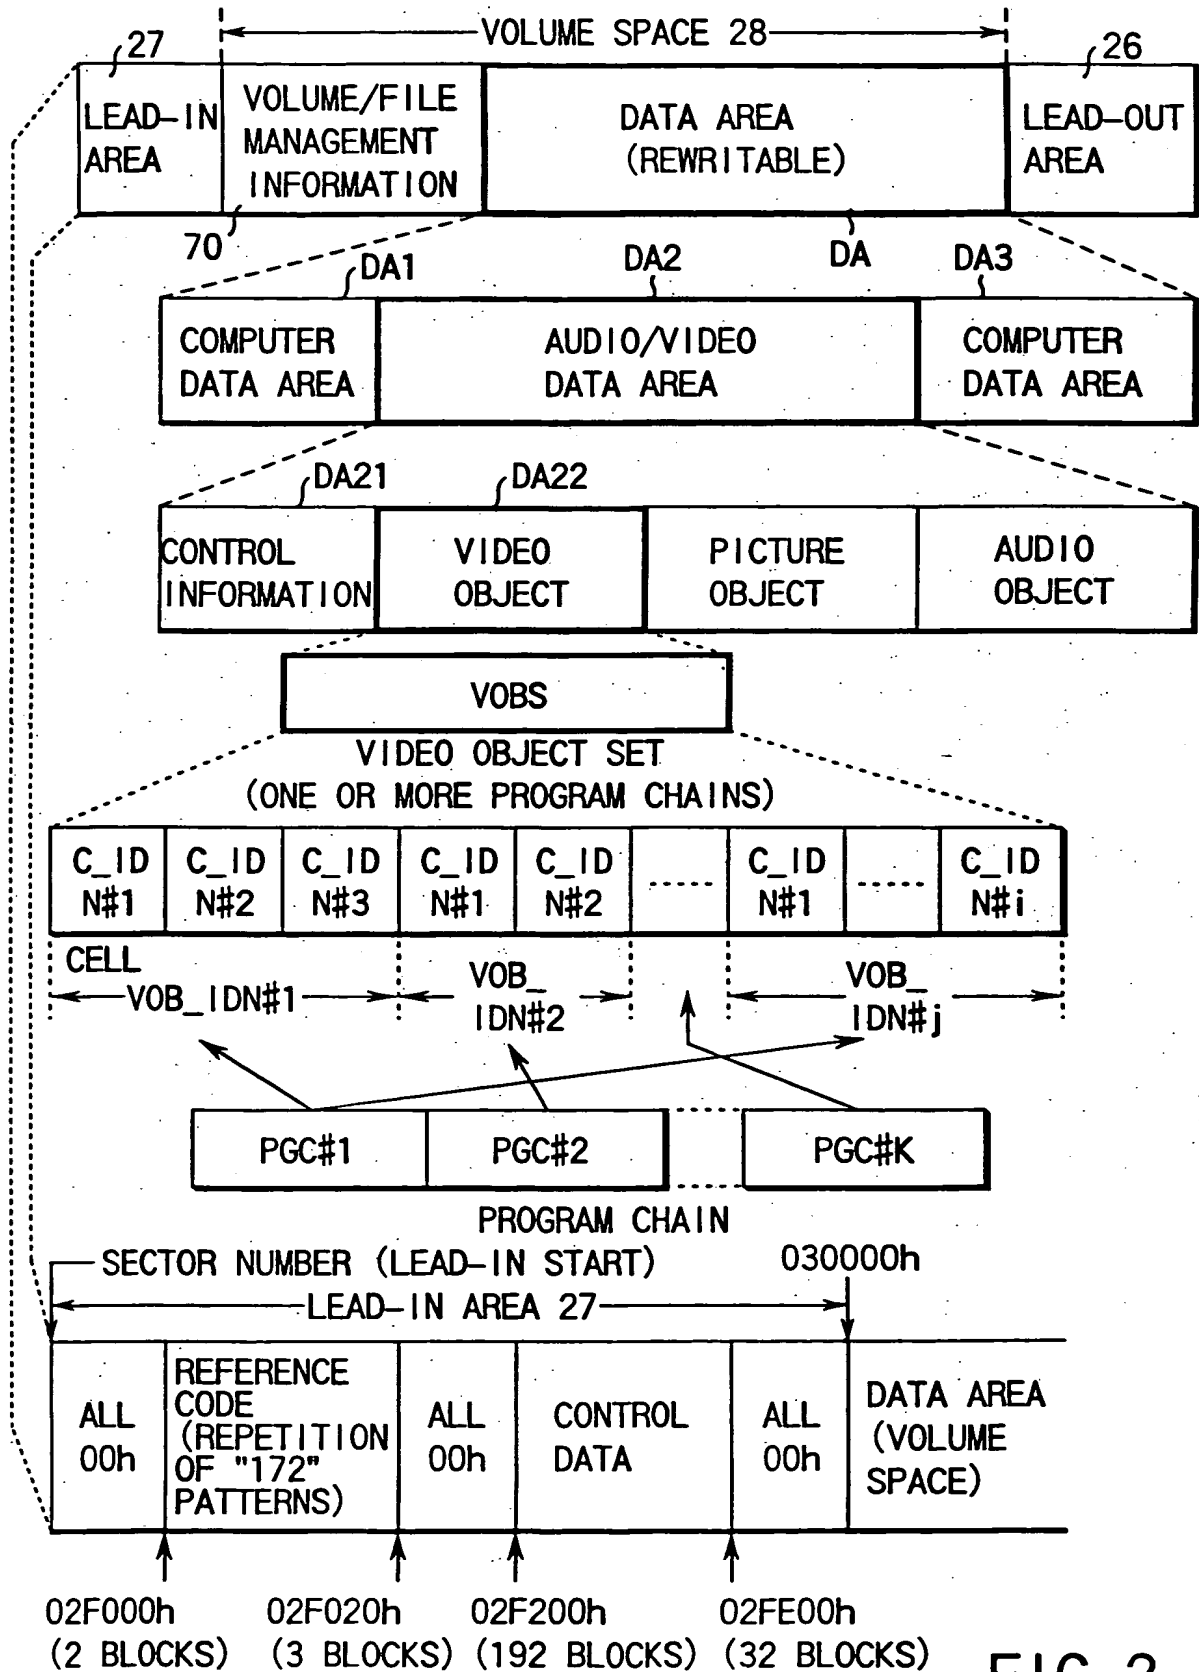 VOLUME SPACE 28
27
26
LEAD-IN
AREA
VOLUME/FILE
MANAGEMENT
INFORMATION
DATA AREA
(REWRITABLE)
LEAD-OUT
AREA
70
DA
DA1
DA2
DA3
COMPUTER
DATA AREA
AUDIO/VIDEO
DATA AREA
COMPUTER
DATA AREA
DA21
DA22
CONTROL
INFORMATION
VIDEO
OBJECT
PICTURE
OBJECT
AUDIO
OBJECT
VOBS
VIDEO OBJECT SET
(ONE OR MORE PROGRAM CHAINS)
C_ID
N#1
C_ID
N#2
C_ID
N#3
C_ID
N#1
C_ID
N#2
C_ID
N#1
C_ID
N#i
CELL
VOB_IDN#1
VOB_
IDN#2
VOB_
IDN#j
PGC#1
PGC#2
PGC#K
PROGRAM CHAIN
SECTOR NUMBER (LEAD-IN START)
030000h
LEAD-IN AREA 27
ALL
00h
REFERENCE
CODE
(REPETITION
OF "172"
PATTERNS)
ALL
00h
CONTROL
DATA
ALL
00h
DATA AREA
(VOLUME
SPACE)
02F000h
(2 BLOCKS)
02F020h
(3 BLOCKS)
02F200h
(192 BLOCKS)
02FE00h
(32 BLOCKS)